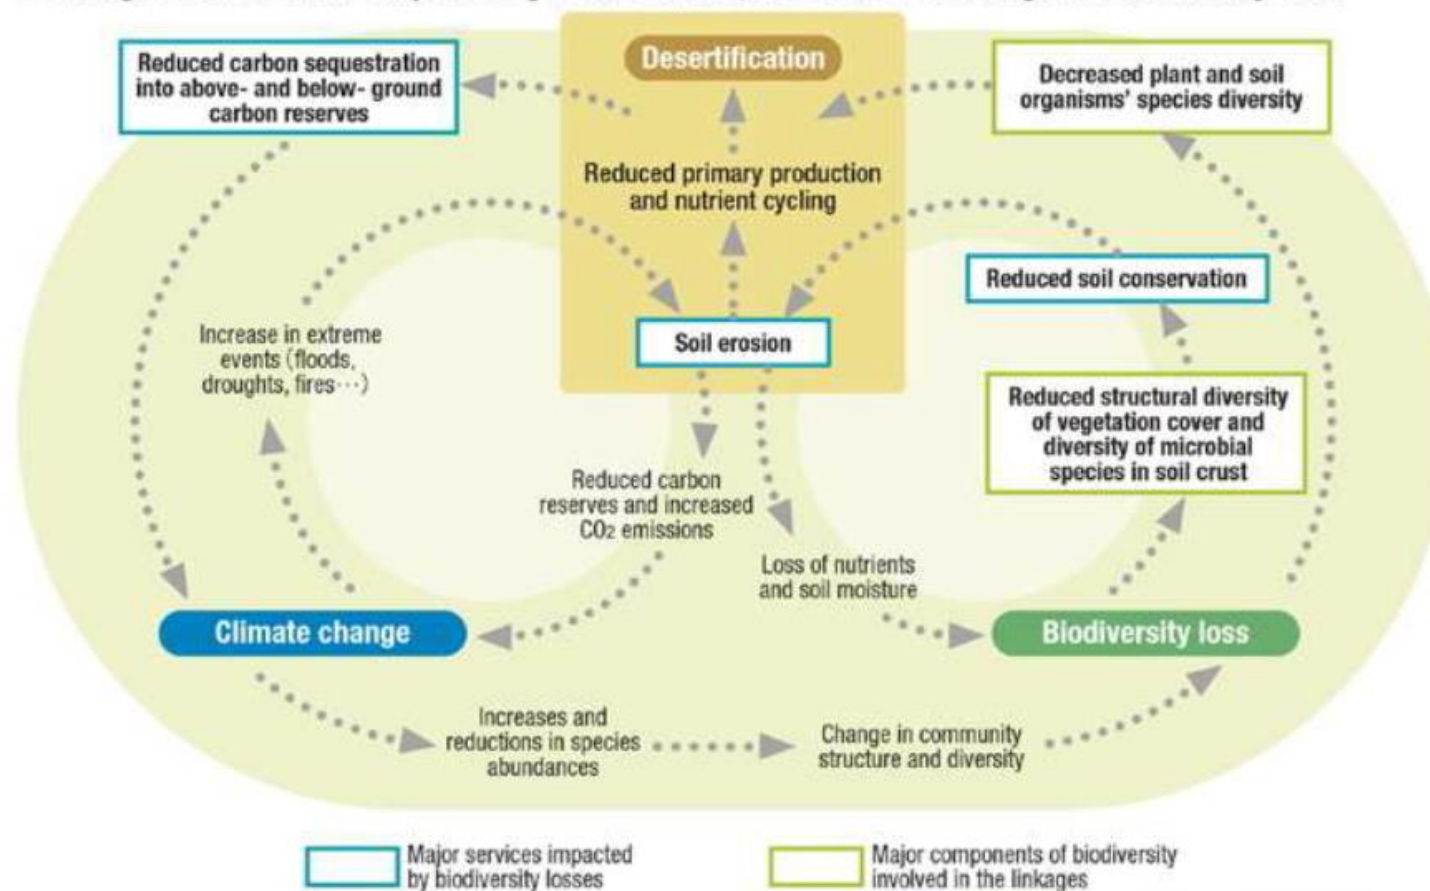 Desertification
Reduced carbon sequestration
into above- and below- ground
carbon reserves
Decreased plant and soil
organisms' species diversity
Reduced primary production
and nutrient cycling
Reduced soil conservation
Increase in extreme
events (floods,
droughts, fires···)
Soil erosion
Reduced structural diversity
of vegetation cover and
diversity of microbial
species in soil crust
Reduced carbon
reserves and increased
CO2 emissions
Loss of nutrients
and soil moisture
Climate change
Biodiversity loss
Increases and
reductions in species
abundances
Change in community
structure and diversity
Major services impacted
by biodiversity losses
Major components of biodiversity
involved in the linkages